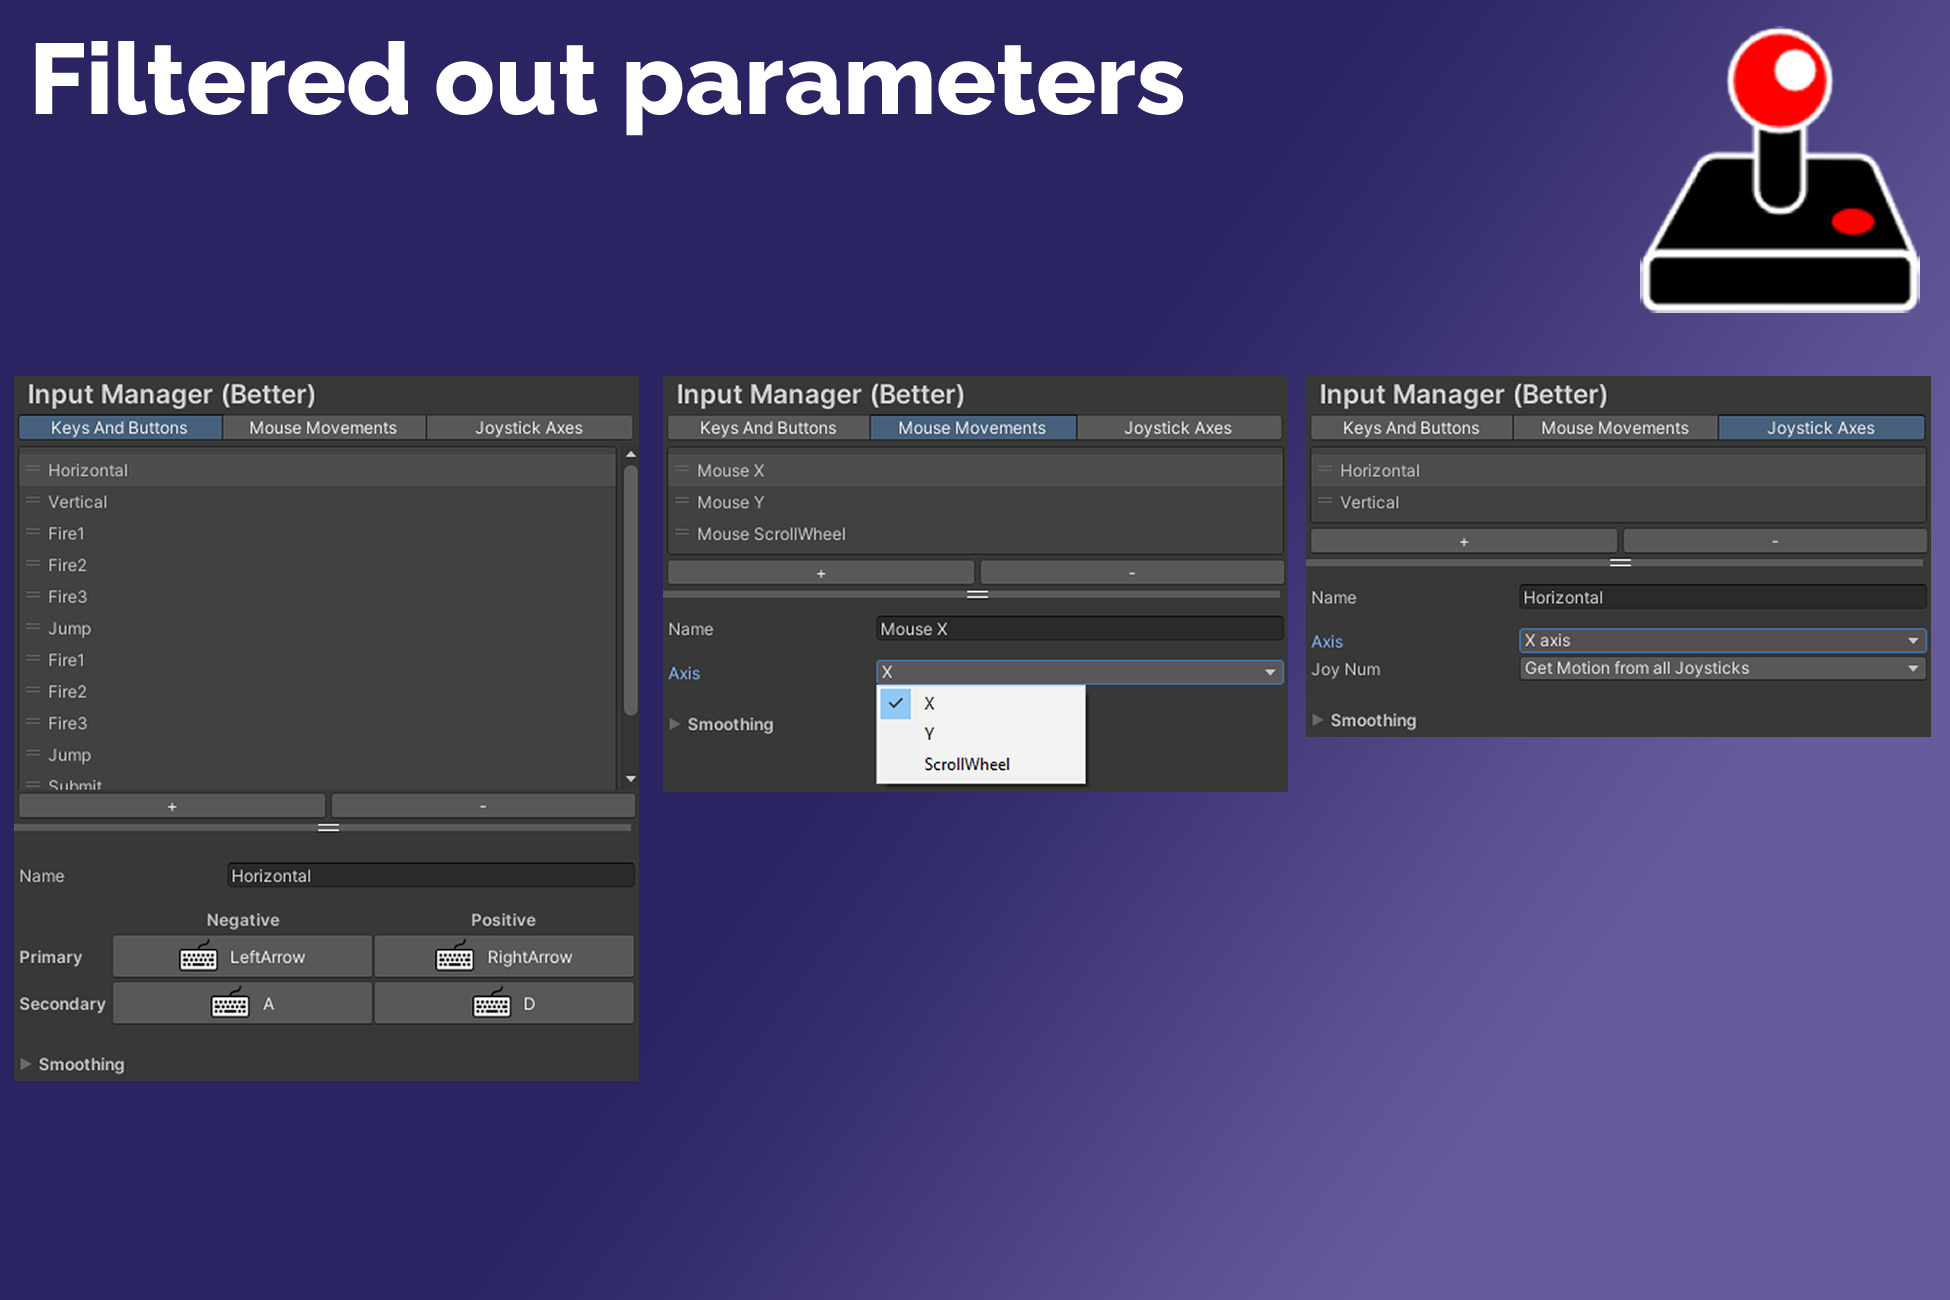 Filtered out parameters
Input Manager (Better)
Keys And Buttons Mouse Movements Joystick Axes
Horizontal
Vertical
Fire1
Fire2
Fire3
Jump
Fire1
Fire2
Fire3
Jump
Submit
+ -
Name Horizontal
Negative Positive
Primary LeftArrow RightArrow
Secondary A D
Smoothing
Input Manager (Better)
Keys And Buttons Mouse Movements Joystick Axes
Mouse X
Mouse Y
Mouse ScrollWheel
+ -
Name Mouse X
Axis X
X
Y
ScrollWheel
Smoothing
Input Manager (Better)
Keys And Buttons Mouse Movements Joystick Axes
Horizontal
Vertical
+ -
Name Horizontal
Axis X axis
Joy Num Get Motion from all Joysticks
Smoothing